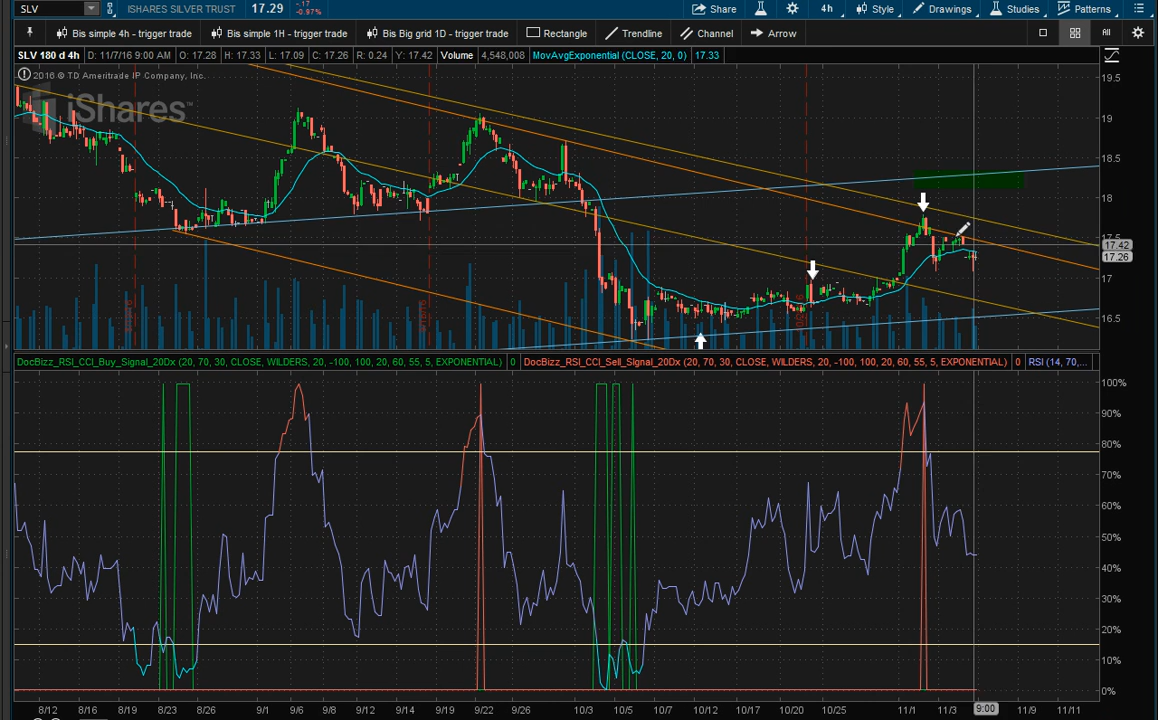 SLV ISHARES SILVER TRUST 17.29 -.17 -0.97% Share 4h Style Drawings Studies Patterns
Bis simple 4h - trigger trade Bis simple 1H - trigger trade Bis Big grid 1D - trigger trade Rectangle Trendline Channel Arrow All
SLV 180 d 4h D: 11/7/16 9:00 AM O: 17.28 H: 17.33 L: 17.09 C: 17.26 R: 0.24 Y: 17.42 Volume 4,548,008 MovAvgExponential (CLOSE, 20, 0) 17.33
2016 © TD Ameritrade IP Company, Inc.
iShares™
19.5
19
18.5
18
17.5
17.42
17.26
17
16.5
DocBizz_RSI_CCI_Buy_Signal_20Dx (20, 70, 30, CLOSE, WILDERS, 20, -100, 100, 20, 60, 55, 5, EXPONENTIAL) 0 DocBizz_RSI_CCI_Sell_Signal_20Dx (20, 70, 30, CLOSE, WILDERS, 20, -100, 100, 20, 60, 55, 5, EXPONENTIAL) 0 RSI (14, 70,...
100%
90%
80%
70%
60%
50%
40%
30%
20%
10%
0%
8/12 8/16 8/19 8/23 8/26 9/1 9/6 9/9 9/12 9/14 9/19 9/22 9/26 10/3 10/5 10/7 10/12 10/17 10/20 10/25 11/1 11/3 9:00 11/9 11/11